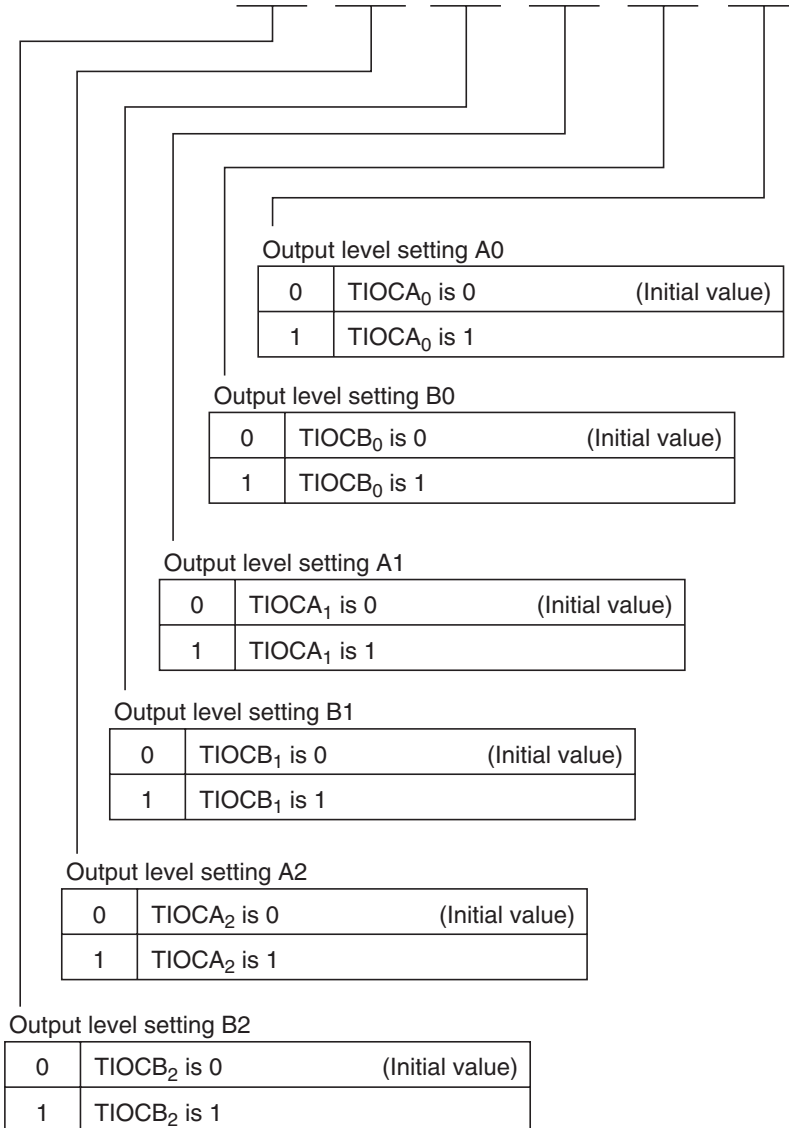 Output level setting A0
0 TIOCA₀ is 0 (Initial value)
1 TIOCA₀ is 1
Output level setting B0
0 TIOCB₀ is 0 (Initial value)
1 TIOCB₀ is 1
Output level setting A1
0 TIOCA₁ is 0 (Initial value)
1 TIOCA₁ is 1
Output level setting B1
0 TIOCB₁ is 0 (Initial value)
1 TIOCB₁ is 1
Output level setting A2
0 TIOCA₂ is 0 (Initial value)
1 TIOCA₂ is 1
Output level setting B2
0 TIOCB₂ is 0 (Initial value)
1 TIOCB₂ is 1